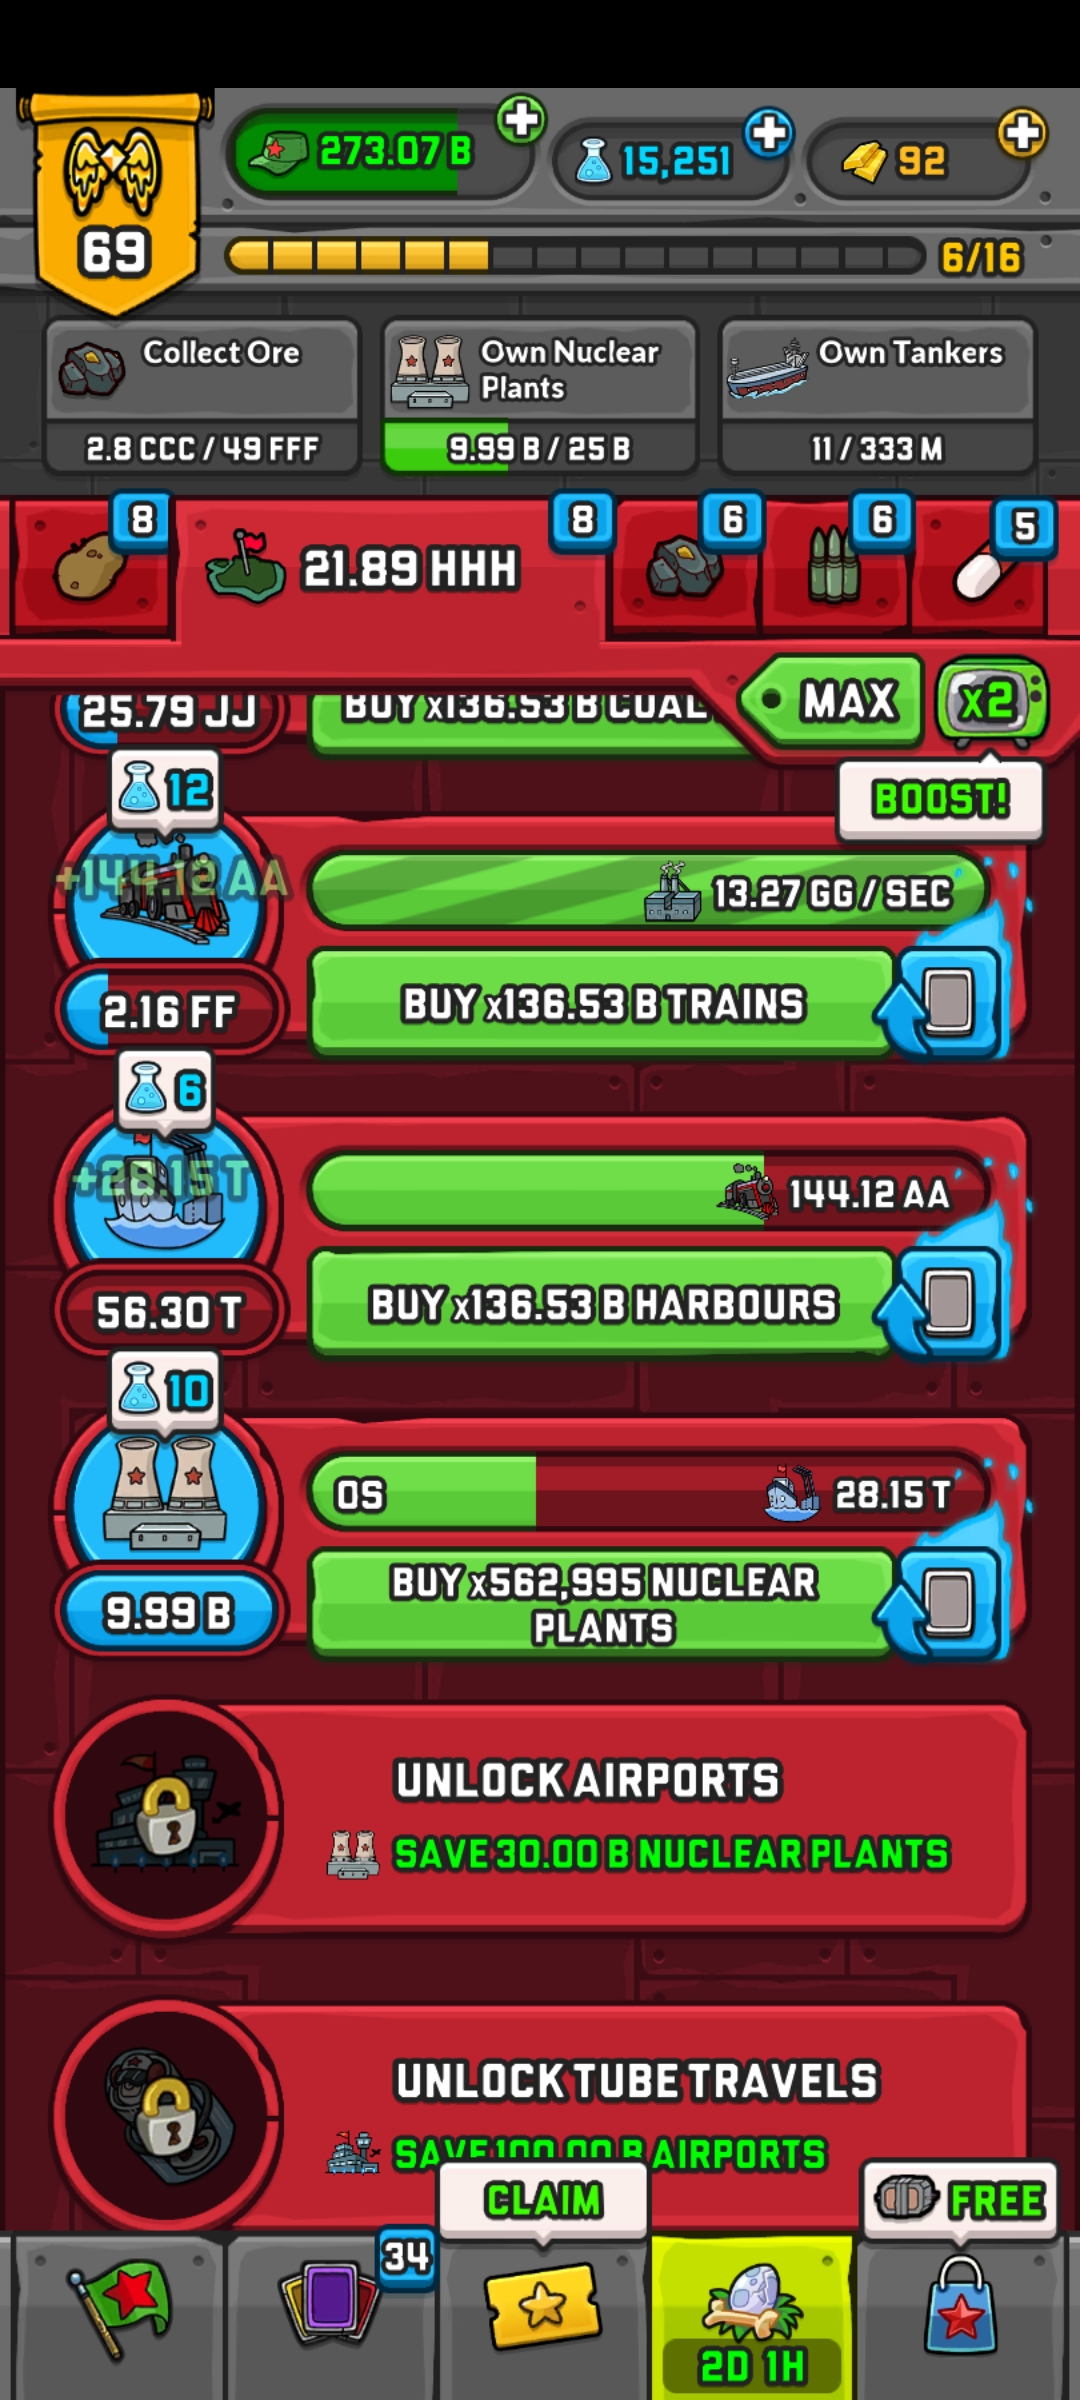 273.07 B
15,251
92
69
6/16
Collect Ore
2.8 CCC / 49 FFF
Own Nuclear
Plants
9.99 B / 25 B
Own Tankers
11 / 333 M
8
21.89 HHH
8
6
6
5
MAX
x2
BOOST!
25.79 JJ
BUY x136.53 B COAL
12
+144.12 AA
13.27 GG / SEC
2.16 FF
BUY x136.53 B TRAINS
6
+28.15 T
144.12 AA
56.30 T
BUY x136.53 B HARBOURS
10
0S
28.15 T
9.99 B
BUY x562,995 NUCLEAR
PLANTS
UNLOCK AIRPORTS
SAVE 30.00 B NUCLEAR PLANTS
UNLOCK TUBE TRAVELS
SAVE 100.00 B AIRPORTS
CLAIM
FREE
34
2D 1H